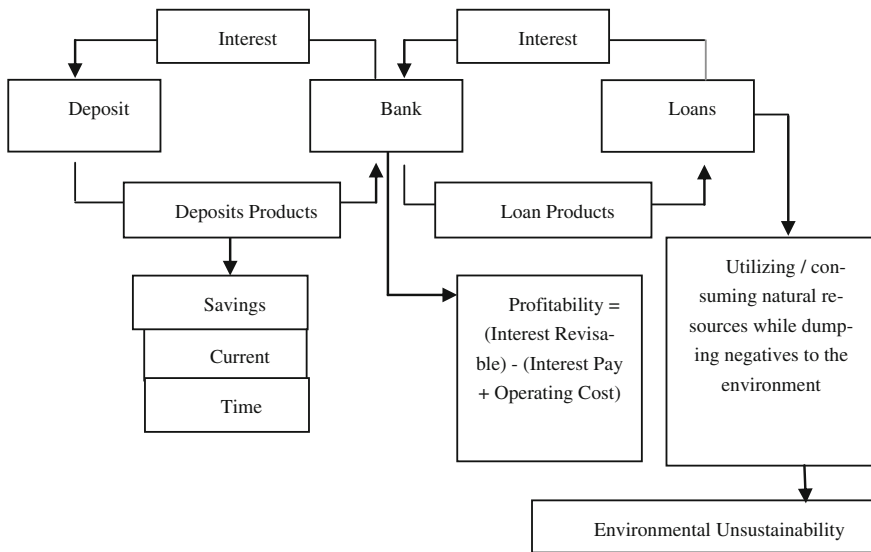 Interest
Interest
Deposit
Bank
Loans
Deposits Products
Loan Products
Savings
Current
Time
Profitability =
(Interest Revisa-
ble) - (Interest Pay
+ Operating Cost)
Utilizing / con-
suming natural re-
sources while dump-
ing negatives to the
environment
Environmental Unsustainability